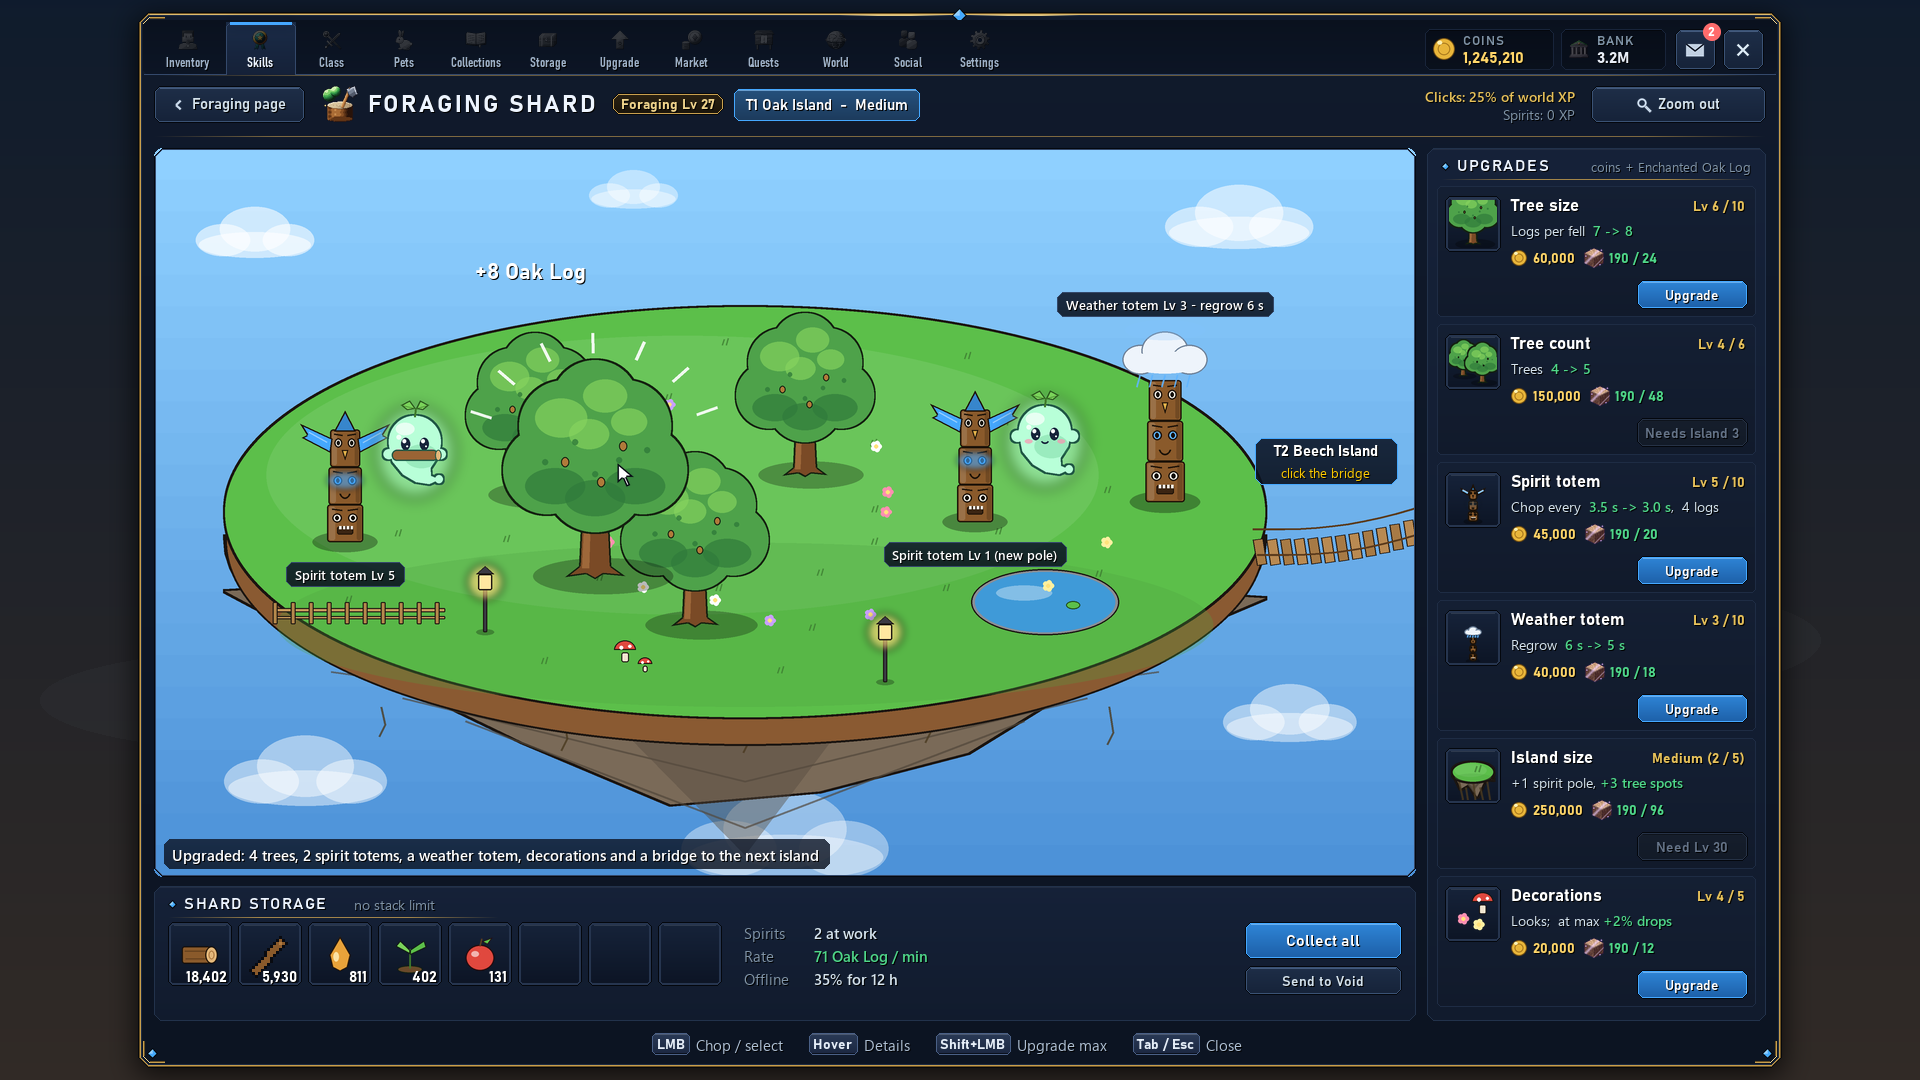 Inventory
Skills
Class
Pets
Collections
Storage
Upgrade
Market
Quests
World
Social
Settings
COINS
1,245,210
BANK
3.2M
2
Foraging page
FORAGING SHARD
Foraging Lv 27
T1 Oak Island - Medium
Clicks: 25% of world XP
Spirits: 0 XP
Zoom out
+8 Oak Log
Weather totem Lv 3 - regrow 6 s
T2 Beech Island
click the bridge
Spirit totem Lv 1 (new pole)
Spirit totem Lv 5
Upgraded: 4 trees, 2 spirit totems, a weather totem, decorations and a bridge to the next island
UPGRADES
coins + Enchanted Oak Log
Tree size
Lv 6 / 10
Logs per fell 7 -> 8
60,000 190 / 24
Upgrade
Tree count
Lv 4 / 6
Trees 4 -> 5
150,000 190 / 48
Needs Island 3
Spirit totem
Lv 5 / 10
Chop every 3.5 s -> 3.0 s, 4 logs
45,000 190 / 20
Upgrade
Weather totem
Lv 3 / 10
Regrow 6 s -> 5 s
40,000 190 / 18
Upgrade
Island size
Medium (2 / 5)
+1 spirit pole, +3 tree spots
250,000 190 / 96
Need Lv 30
Decorations
Lv 4 / 5
Looks; at max +2% drops
20,000 190 / 12
Upgrade
SHARD STORAGE
no stack limit
18,402
5,930
811
402
131
Spirits 2 at work
Rate 71 Oak Log / min
Offline 35% for 12 h
Collect all
Send to Void
LMB Chop / select
Hover Details
Shift+LMB Upgrade max
Tab / Esc Close